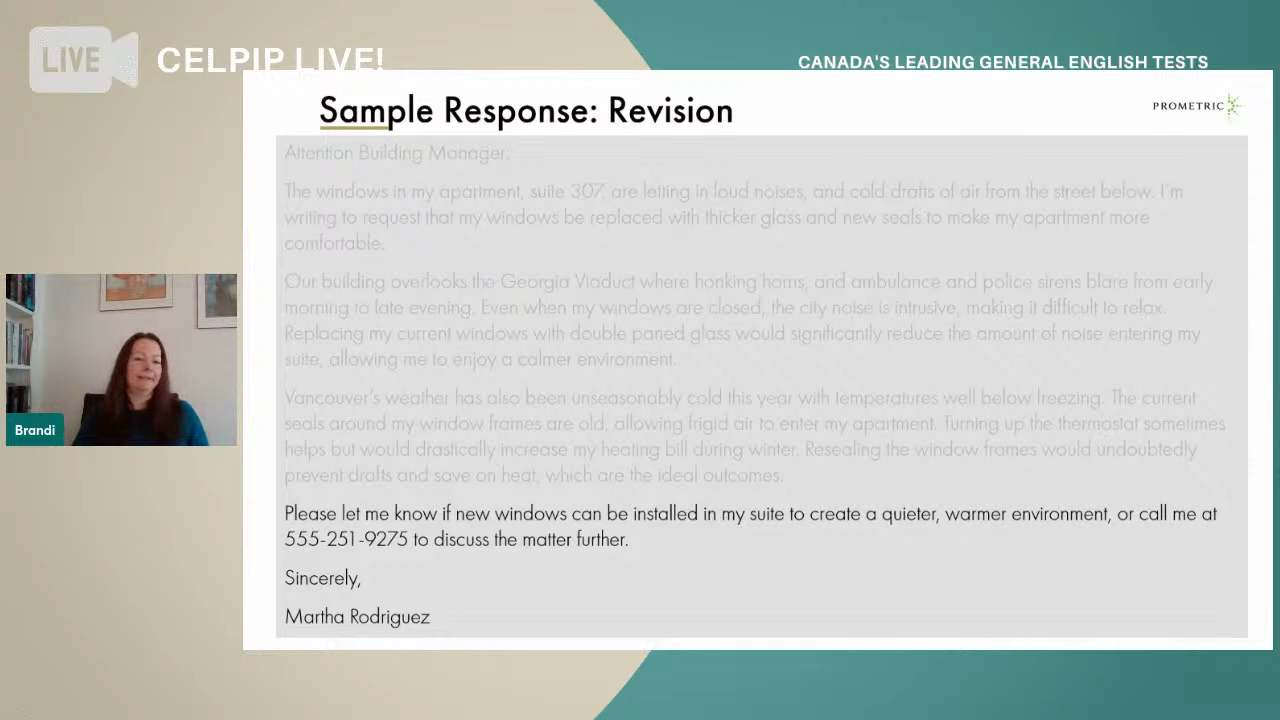 LIVE
CELPIP LIVE!
CANADA'S LEADING GENERAL ENGLISH TESTS
Sample Response: Revision
PROMETRIC
Attention Building Manager,
The windows in my apartment, suite 307, are letting in loud noises, and cold drafts of air from the street below. I'm
writing to request that my windows be replaced with thicker glass and new seals to make my apartment more
comfortable.
Our building overlooks the Georgia Viaduct where honking horns, and ambulance and police sirens blare from early
morning to late evening. Even when my windows are closed, the city noise is intrusive, making it difficult to relax.
Replacing my current windows with double paned glass would significantly reduce the amount of noise entering my
suite, allowing me to enjoy a calmer environment.
Vancouver's weather has also been unseasonably cold this year with temperatures well below freezing. The current
seals around my window frames are old, allowing frigid air to enter my apartment. Turning up the thermostat sometimes
helps but would drastically increase my heating bill during winter. Resealing the window frames would undoubtedly
prevent drafts and save on heat, which are the ideal outcomes.
Please let me know if new windows can be installed in my suite to create a quieter, warmer environment, or call me at
555-251-9275 to discuss the matter further.
Sincerely,
Martha Rodriguez
Brandi